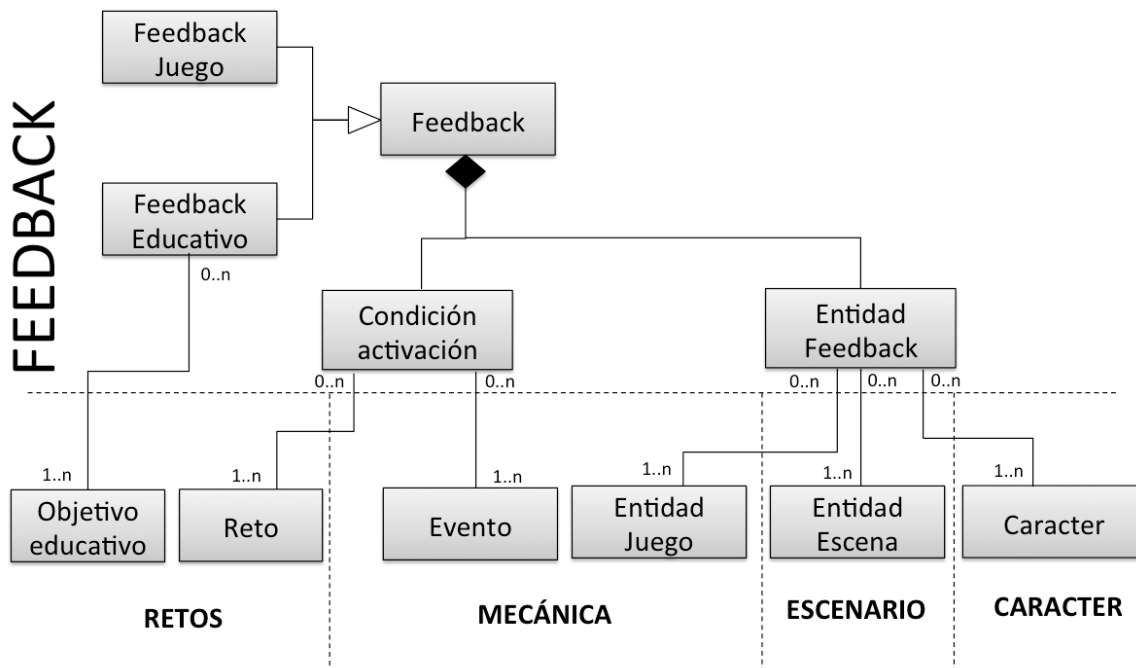 FEEDBACK
Feedback
Juego
Feedback
Feedback
Educativo
0..n
Condición
activación
Entidad
Feedback
0..n
0..n
0..n
0..n
0..n
1..n
1..n
1..n
1..n
1..n
1..n
Objetivo
educativo
Reto
Evento
Entidad
Juego
Entidad
Escena
Caracter
RETOS
MECÁNICA
ESCENARIO
CARACTER